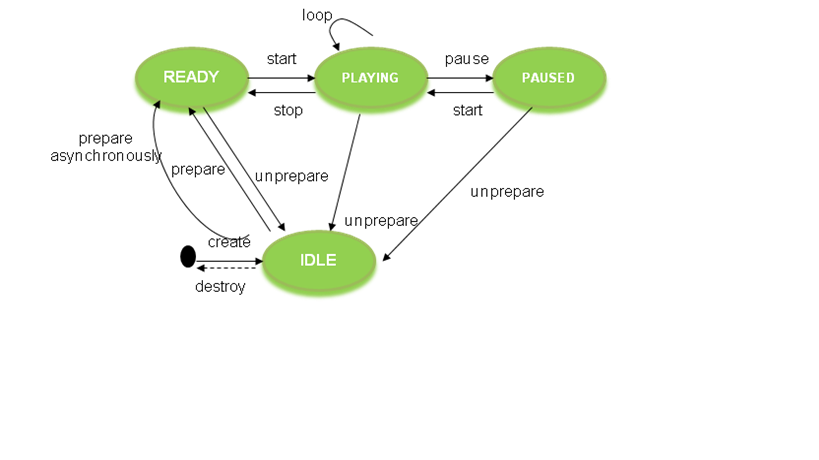 loop
start
pause
READY
PLAYING
PAUSED
stop
start
prepare
asynchronously
prepare
unprepare
unprepare
unprepare
create
IDLE
destroy